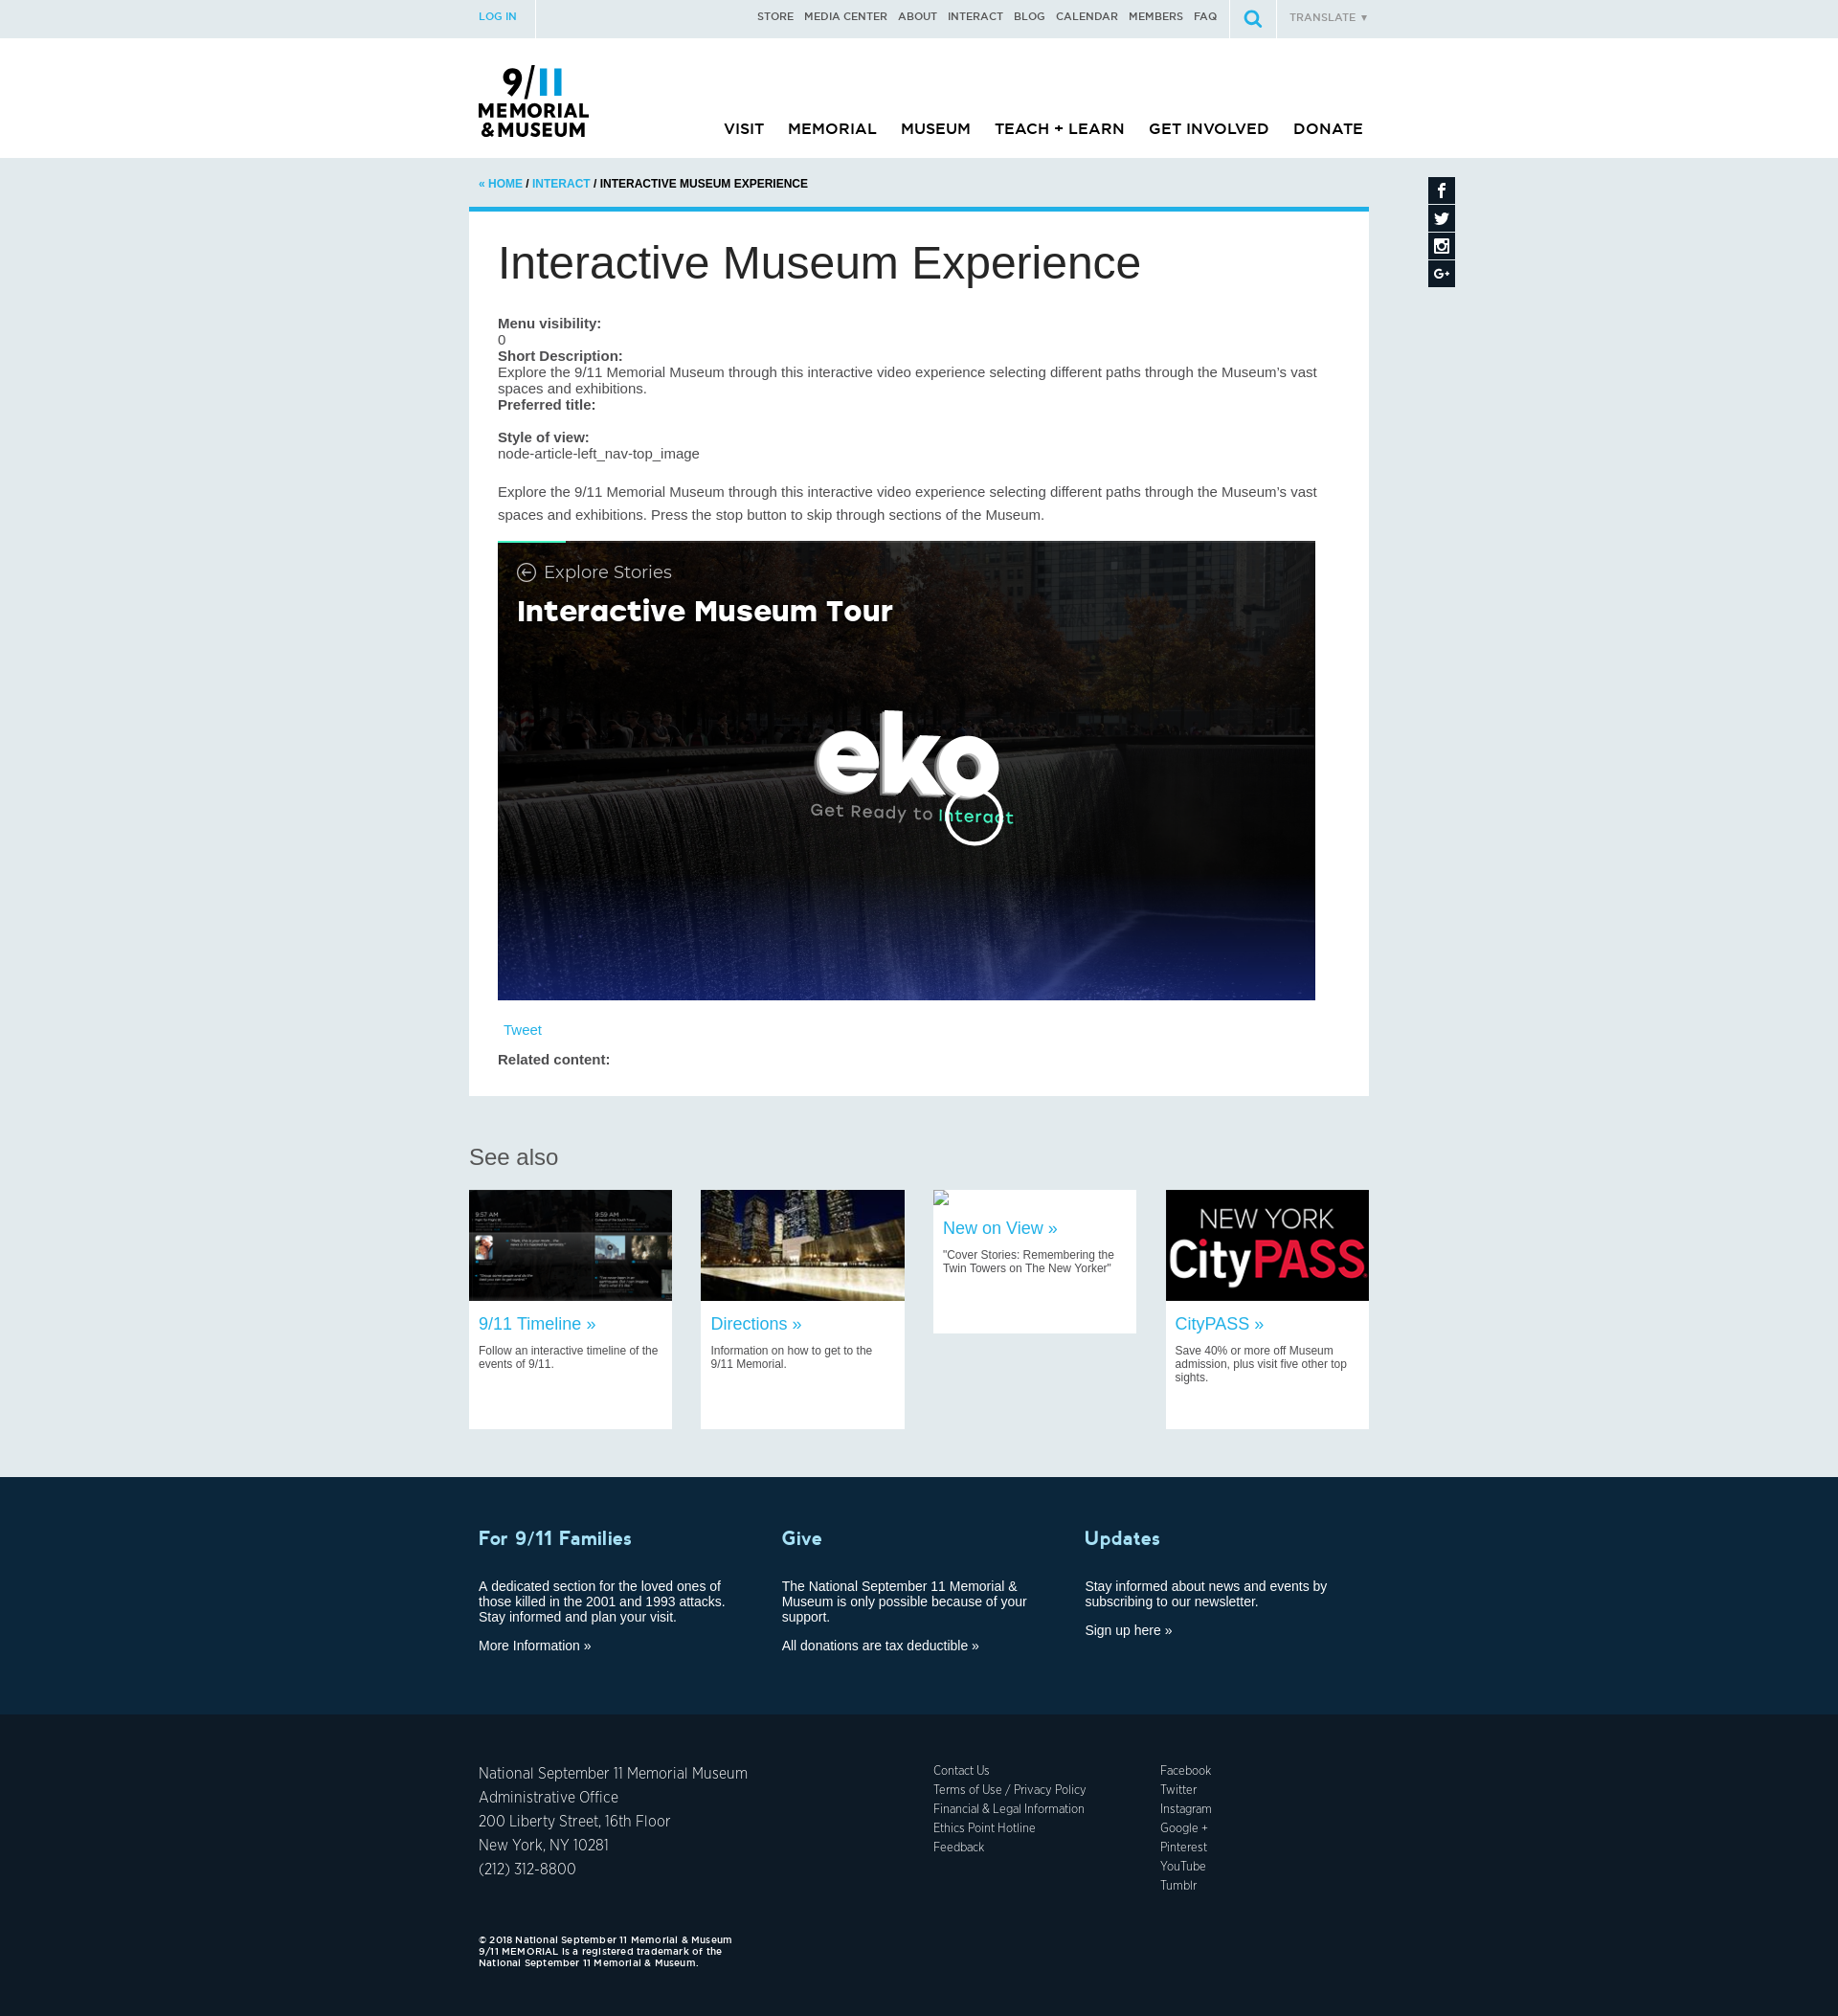 LOG IN
STORE MEDIA CENTER ABOUT INTERACT BLOG CALENDAR MEMBERS FAQ
TRANSLATE ▼
9/11
MEMORIAL
&MUSEUM
VISIT MEMORIAL MUSEUM TEACH + LEARN GET INVOLVED DONATE
« HOME / INTERACT / INTERACTIVE MUSEUM EXPERIENCE
Interactive Museum Experience
Menu visibility:
0
Short Description:
Explore the 9/11 Memorial Museum through this interactive video experience selecting different paths through the Museum’s vast
spaces and exhibitions.
Preferred title:
Style of view:
node-article-left_nav-top_image
Explore the 9/11 Memorial Museum through this interactive video experience selecting different paths through the Museum’s vast
spaces and exhibitions. Press the stop button to skip through sections of the Museum.
Explore Stories
Interactive Museum Tour
eko
Get Ready to Interact
Tweet
Related content:
See also
9:57 AM
9:59 AM
NEW YORK
CityPASS
9/11 Timeline »
Follow an interactive timeline of the
events of 9/11.
Directions »
Information on how to get to the
9/11 Memorial.
New on View »
"Cover Stories: Remembering the
Twin Towers on The New Yorker"
CityPASS »
Save 40% or more off Museum
admission, plus visit five other top
sights.
For 9/11 Families
A dedicated section for the loved ones of
those killed in the 2001 and 1993 attacks.
Stay informed and plan your visit.
More Information »
Give
The National September 11 Memorial &
Museum is only possible because of your
support.
All donations are tax deductible »
Updates
Stay informed about news and events by
subscribing to our newsletter.
Sign up here »
National September 11 Memorial Museum
Administrative Office
200 Liberty Street, 16th Floor
New York, NY 10281
(212) 312-8800
Contact Us
Terms of Use / Privacy Policy
Financial & Legal Information
Ethics Point Hotline
Feedback
Facebook
Twitter
Instagram
Google +
Pinterest
YouTube
Tumblr
© 2018 National September 11 Memorial & Museum
9/11 MEMORIAL is a registered trademark of the
National September 11 Memorial & Museum.